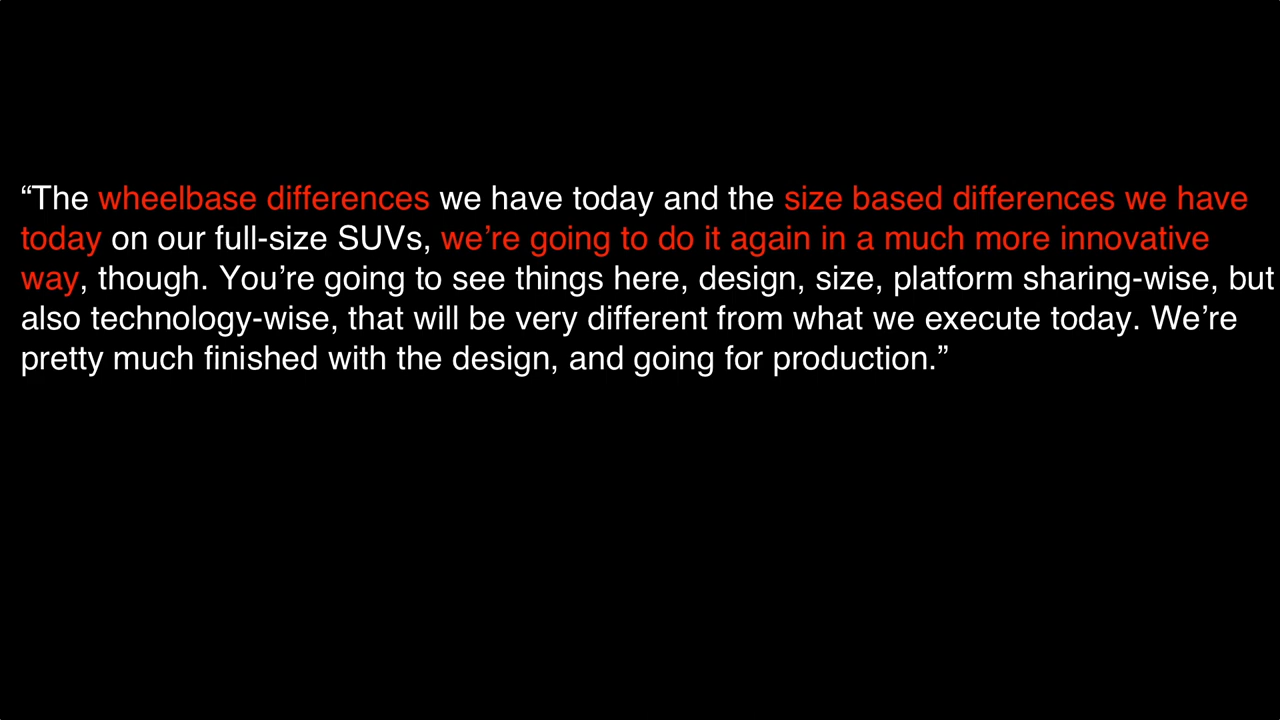 “The wheelbase differences we have today and the size based differences we have
today on our full-size SUVs, we’re going to do it again in a much more innovative
way, though. You’re going to see things here, design, size, platform sharing-wise, but
also technology-wise, that will be very different from what we execute today. We’re
pretty much finished with the design, and going for production.”